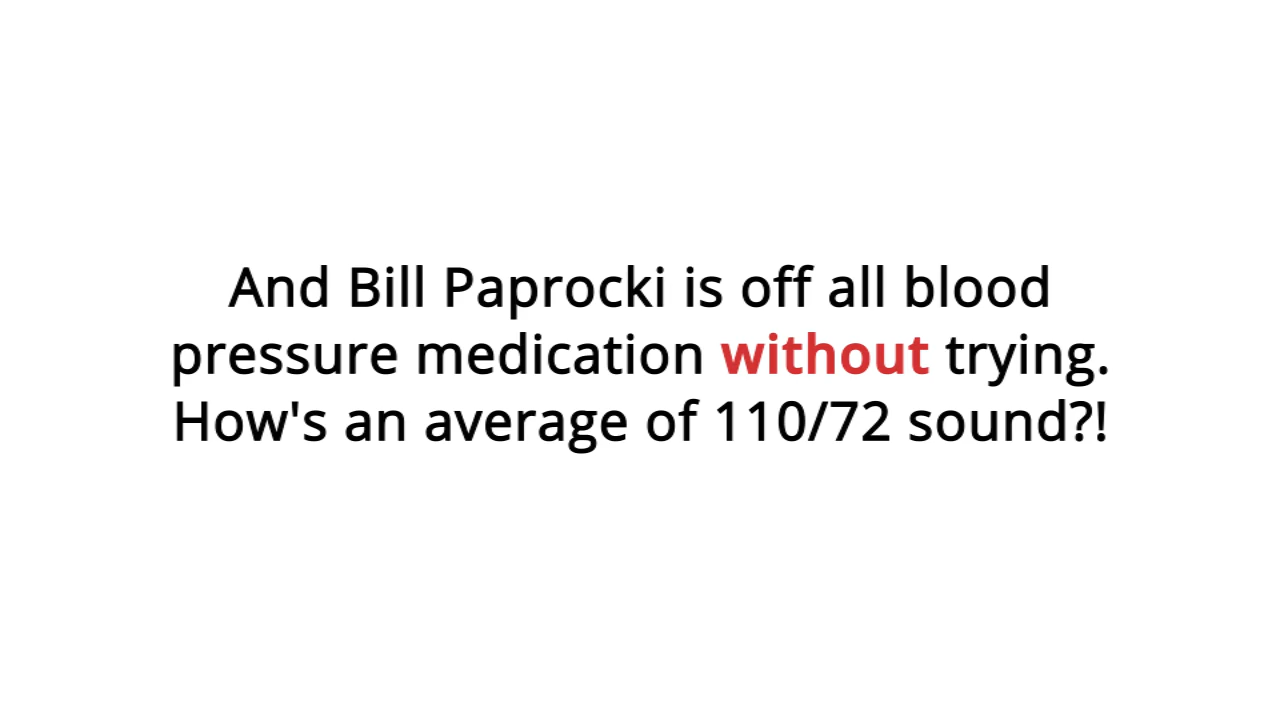 And Bill Paprocki is off all blood
pressure medication without trying.
How's an average of 110/72 sound?!